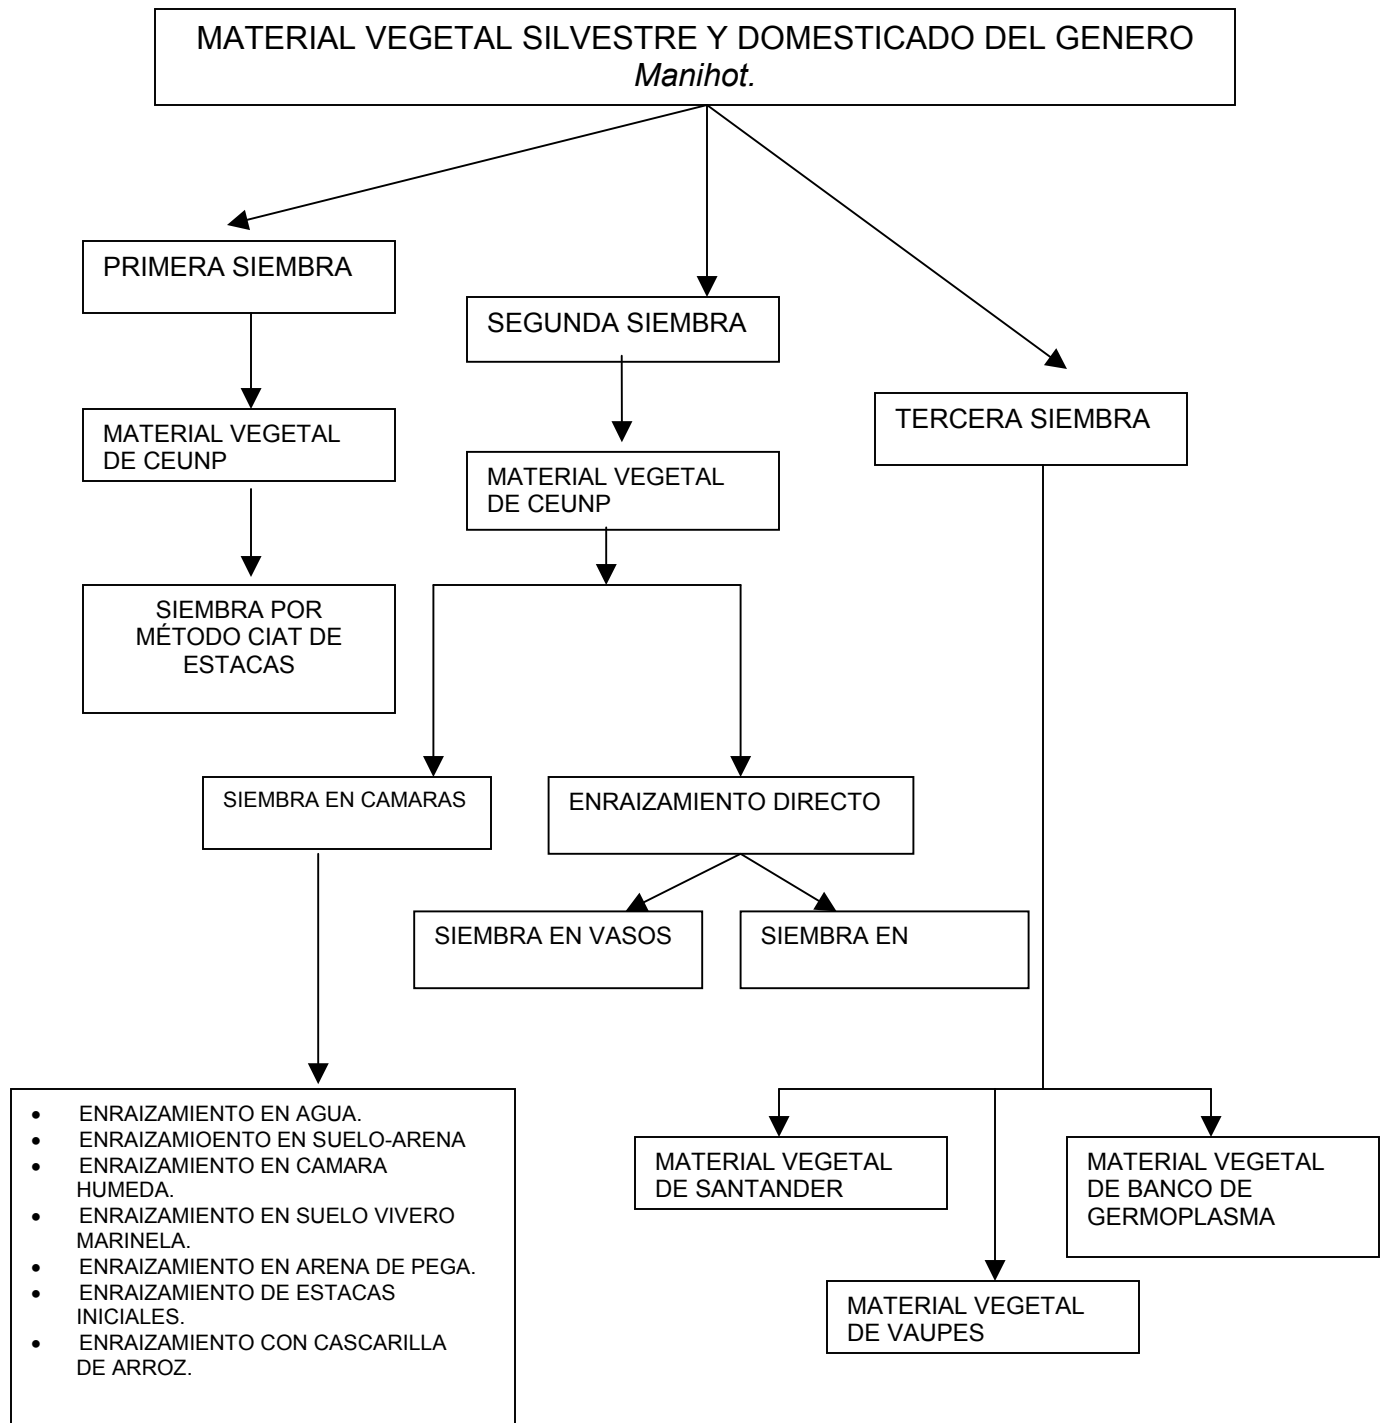 MATERIAL VEGETAL SILVESTRE Y DOMESTICADO DEL GENERO
Manihot.
PRIMERA SIEMBRA
SEGUNDA SIEMBRA
TERCERA SIEMBRA
MATERIAL VEGETAL
DE CEUNP
MATERIAL VEGETAL
DE CEUNP
SIEMBRA POR
MÉTODO CIAT DE
ESTACAS
SIEMBRA EN CAMARAS
ENRAIZAMIENTO DIRECTO
SIEMBRA EN VASOS
SIEMBRA EN
• ENRAIZAMIENTO EN AGUA.
• ENRAIZAMIOENTO EN SUELO-ARENA
• ENRAIZAMIENTO EN CAMARA
HUMEDA.
• ENRAIZAMIENTO EN SUELO VIVERO
MARINELA.
• ENRAIZAMIENTO EN ARENA DE PEGA.
• ENRAIZAMIENTO DE ESTACAS
INICIALES.
• ENRAIZAMIENTO CON CASCARILLA
DE ARROZ.
MATERIAL VEGETAL
DE SANTANDER
MATERIAL VEGETAL
DE BANCO DE
GERMOPLASMA
MATERIAL VEGETAL
DE VAUPES